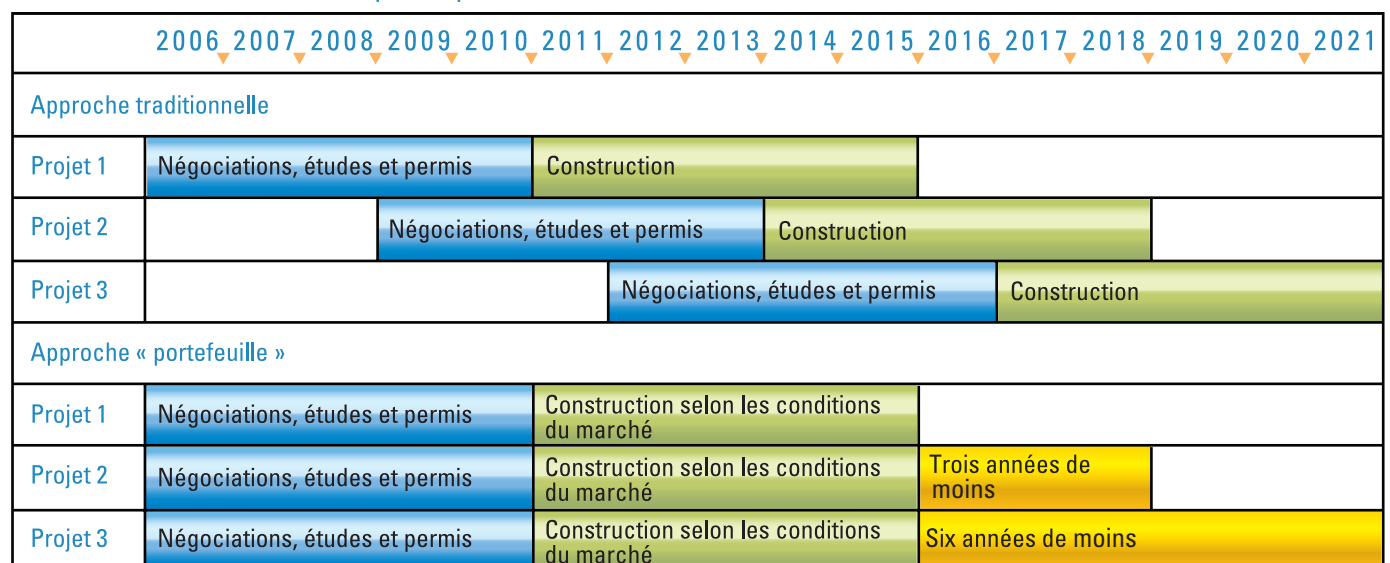 2006 2007 2008 2009 2010 2011 2012 2013 2014 2015 2016 2017 2018 2019 2020 2021
Approche traditionnelle
Projet 1 Négociations, études et permis Construction
Projet 2 Négociations, études et permis Construction
Projet 3 Négociations, études et permis Construction
Approche « portefeuille »
Projet 1 Négociations, études et permis Construction selon les conditions
du marché
Projet 2 Négociations, études et permis Construction selon les conditions Trois années de
du marché moins
Projet 3 Négociations, études et permis Construction selon les conditions Six années de moins
du marché